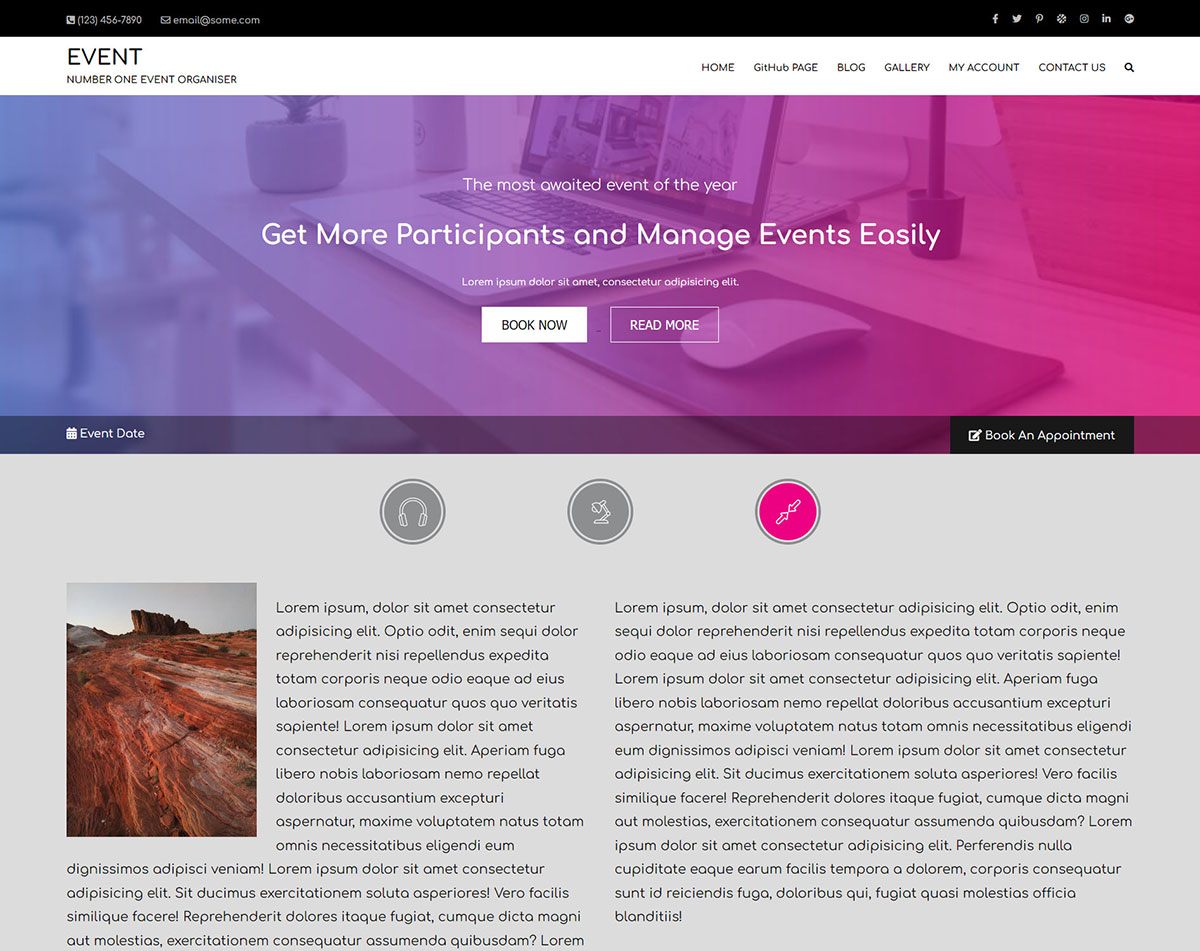 (123) 456-7890 email@some.com
EVENT
NUMBER ONE EVENT ORGANISER
HOME GitHub PAGE BLOG GALLERY MY ACCOUNT CONTACT US
The most awaited event of the year
Get More Participants and Manage Events Easily
Lorem ipsum dolor sit amet, consectetur adipisicing elit.
BOOK NOW READ MORE
Event Date Book An Appointment
Lorem ipsum, dolor sit amet consectetur
adipisicing elit. Optio odit, enim sequi dolor
reprehenderit nisi repellendus expedita
totam corporis neque odio eaque ad eius
laboriosam consequatur quos quo veritatis
sapiente! Lorem ipsum dolor sit amet
consectetur adipisicing elit. Aperiam fuga
libero nobis laboriosam nemo repellat
doloribus accusantium excepturi
aspernatur, maxime voluptatem natus totam
omnis necessitatibus eligendi eum
dignissimos adipisci veniam! Lorem ipsum dolor sit amet consectetur
adipisicing elit. Sit ducimus exercitationem soluta asperiores! Vero facilis
similique facere! Reprehenderit dolores itaque fugiat, cumque dicta magni
aut molestias, exercitationem consequatur assumenda quibusdam? Lorem
Lorem ipsum, dolor sit amet consectetur adipisicing elit. Optio odit, enim
sequi dolor reprehenderit nisi repellendus expedita totam corporis neque
odio eaque ad eius laboriosam consequatur quos quo veritatis sapiente!
Lorem ipsum dolor sit amet consectetur adipisicing elit. Aperiam fuga
libero nobis laboriosam nemo repellat doloribus accusantium excepturi
aspernatur, maxime voluptatem natus totam omnis necessitatibus eligendi
eum dignissimos adipisci veniam! Lorem ipsum dolor sit amet consectetur
adipisicing elit. Sit ducimus exercitationem soluta asperiores! Vero facilis
similique facere! Reprehenderit dolores itaque fugiat, cumque dicta magni
aut molestias, exercitationem consequatur assumenda quibusdam? Lorem
ipsum dolor sit amet consectetur adipisicing elit. Perferendis nulla
cupiditate eaque earum facilis tempora a dolorem, corporis consequatur
sunt id reiciendis fuga, doloribus qui, fugiat quasi molestias officia
blanditiis!